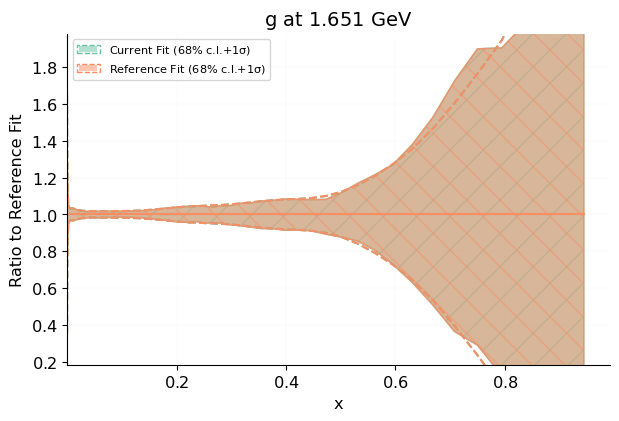 g at 1.651 GeV
Current Fit (68% c.l.+1σ)
Reference Fit (68% c.l.+1σ)
Ratio to Reference Fit
1.8
1.6
1.4
1.2
1.0
0.8
0.6
0.4
0.2
0.2 0.4 0.6 0.8
x